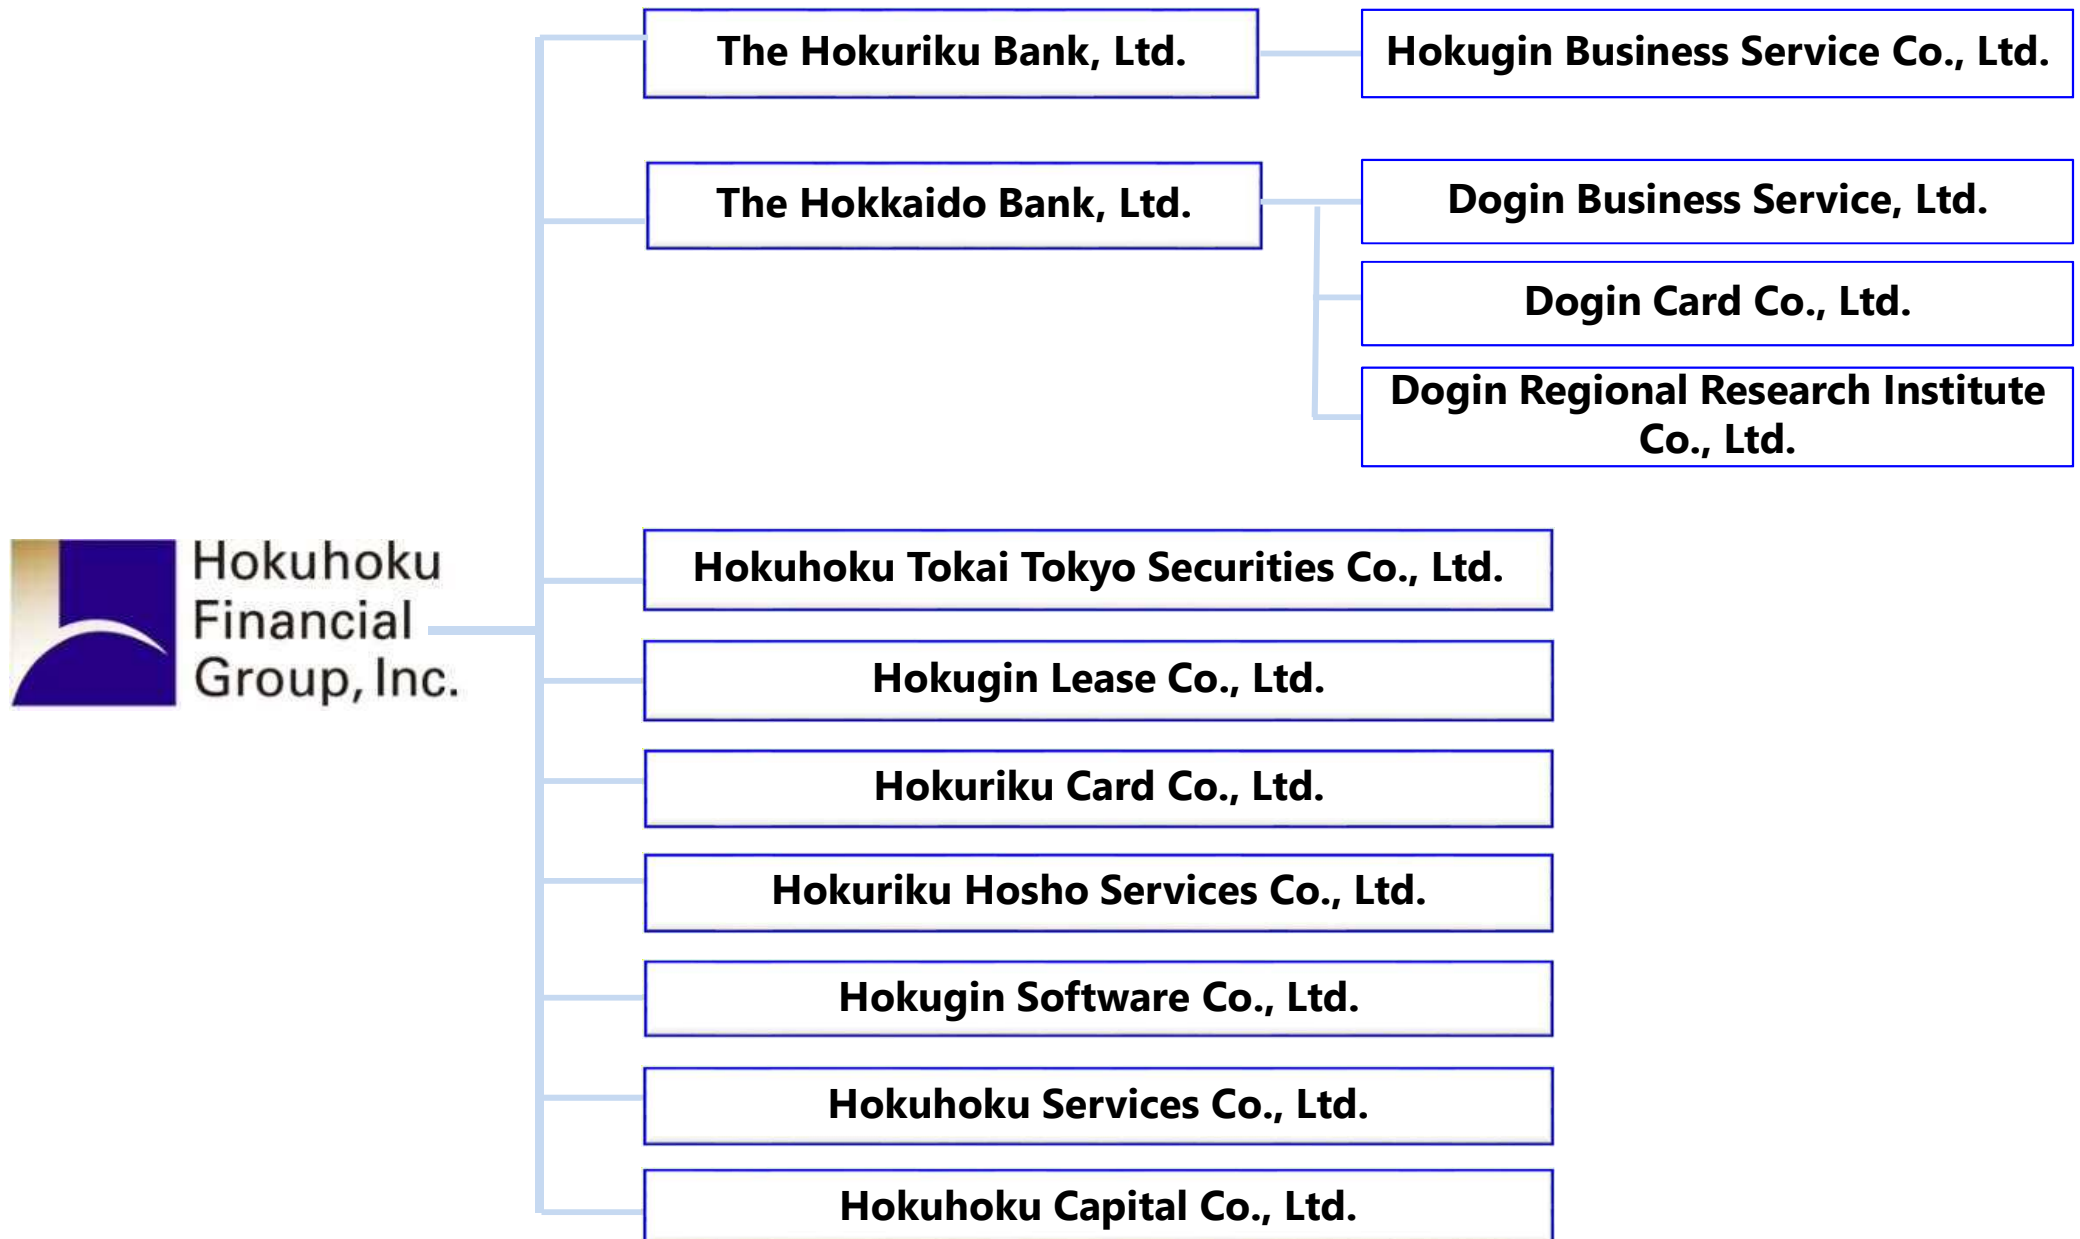 The Hokuriku Bank, Ltd.
Hokugin Business Service Co., Ltd.
The Hokkaido Bank, Ltd.
Dogin Business Service, Ltd.
Dogin Card Co., Ltd.
Dogin Regional Research Institute
Co., Ltd.
Hokuhoku
Financial
Group, Inc.
Hokuhoku Tokai Tokyo Securities Co., Ltd.
Hokugin Lease Co., Ltd.
Hokuriku Card Co., Ltd.
Hokuriku Hosho Services Co., Ltd.
Hokugin Software Co., Ltd.
Hokuhoku Services Co., Ltd.
Hokuhoku Capital Co., Ltd.